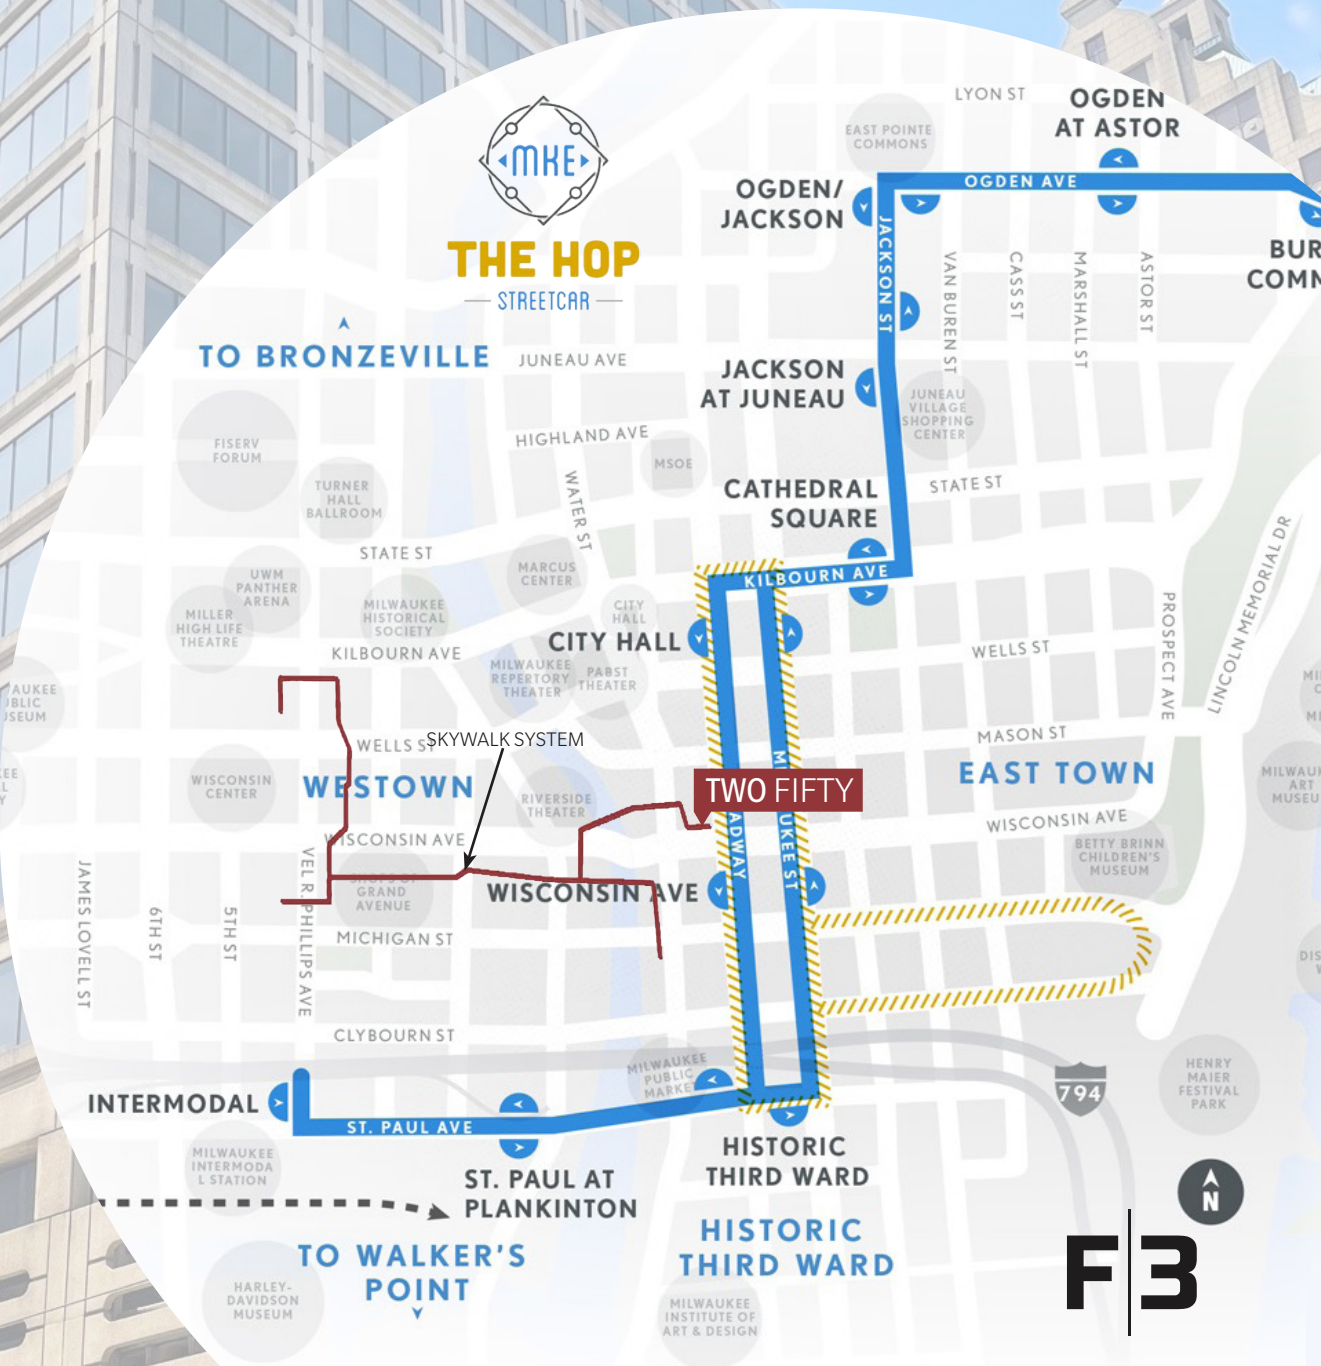 LYON ST
OGDEN
AT ASTOR
EAST POINTE
COMMONS
MKE
THE HOP
STREETCAR
OGDEN/
JACKSON
OGDEN AVE
JACKSON ST
VAN BUREN ST
CASS ST
MARSHALL ST
ASTOR ST
TO BRONZEVILLE
JUNEAU AVE
JACKSON
AT JUNEAU
JUNEAU
VILLAGE
SHOPPING
CENTER
FISERV
FORUM
HIGHLAND AVE
MSOE
TURNER
HALL
BALLROOM
WATER ST
CATHEDRAL
SQUARE
STATE ST
STATE ST
LINCOLN MEMORIAL DR
UWM
PANTHER
ARENA
MARCUS
CENTER
KILBOURN AVE
MILLER
HIGH LIFE
THEATRE
MILWAUKEE
HISTORICAL
SOCIETY
CITY
HALL
CITY HALL
PROSPECT AVE
KILBOURN AVE
MILWAUKEE
REPERTORY
THEATER
PABST
THEATER
WELLS ST
WELLS ST
SKYWALK SYSTEM
MASON ST
WISCONSIN
CENTER
WESTOWN
RIVERSIDE
THEATER
TWO FIFTY
EAST TOWN
WISCONSIN AVE
WISCONSIN AVE
BETTY BRINN
CHILDREN'S
MUSEUM
JAMES LOVELL ST
6TH ST
5TH ST
VEL R. PHILLIPS AVE
GRAND
AVENUE
WISCONSIN AVE
MICHIGAN ST
CLYBOURN ST
MILWAUKEE
PUBLIC
MARKET
794
HENRY
MAIER
FESTIVAL
PARK
INTERMODAL
ST. PAUL AVE
MILWAUKEE
INTERMODA
L STATION
ST. PAUL AT
PLANKINTON
HISTORIC
THIRD WARD
HISTORIC
THIRD WARD
TO WALKER'S
POINT
HARLEY-
DAVIDSON
MUSEUM
MILWAUKEE
INSTITUTE OF
ART & DESIGN
N
F|3